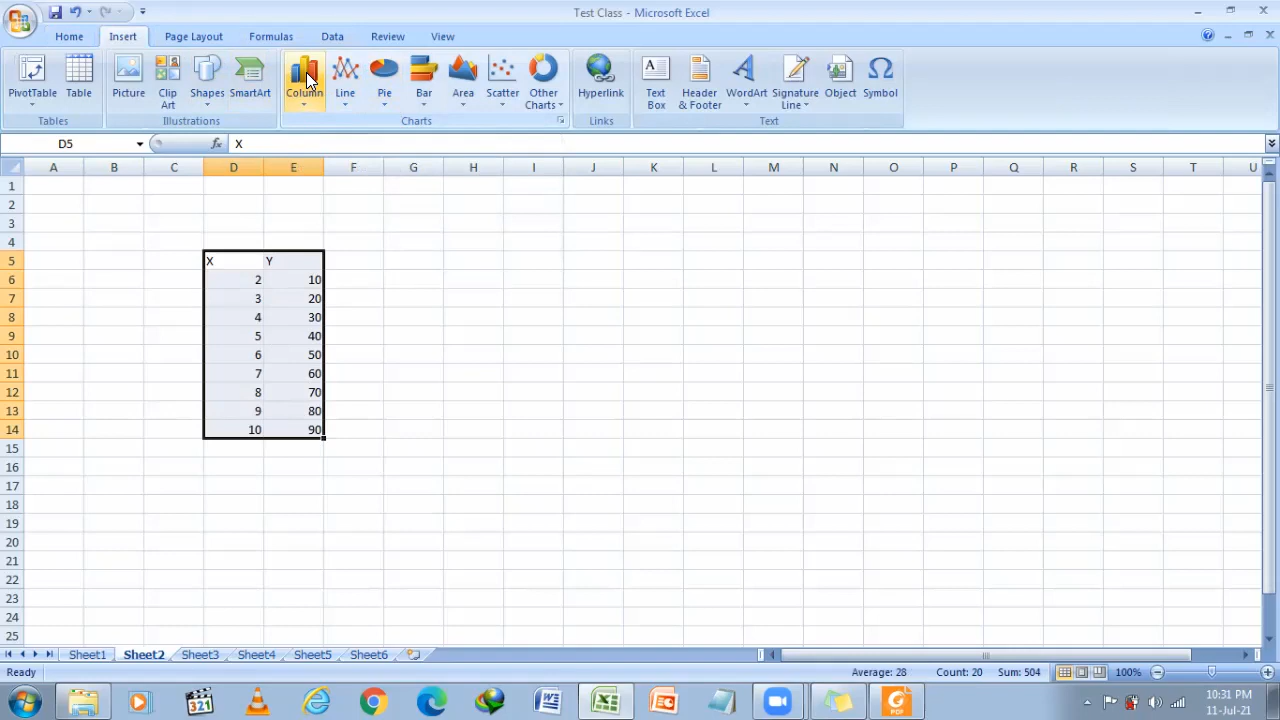 Test Class - Microsoft Excel
Home Insert Page Layout Formulas Data Review View
PivotTable Table Picture Clip Art Shapes SmartArt Column Line Pie Bar Area Scatter Other Charts Hyperlink Text Box Header & Footer WordArt Signature Line Object Symbol
Tables Illustrations Charts Links Text
D5 fx X
A B C D E F G H I J K L M N O P Q R S T U
1
2
3
4
5 X Y
6 2 10
7 3 20
8 4 30
9 5 40
10 6 50
11 7 60
12 8 70
13 9 80
14 10 90
15
16
17
18
19
20
21
22
23
24
25
Sheet1 Sheet2 Sheet3 Sheet4 Sheet5 Sheet6
Ready Average: 28 Count: 20 Sum: 504 100%
321 PDF 10:31 PM
11-Jul-21